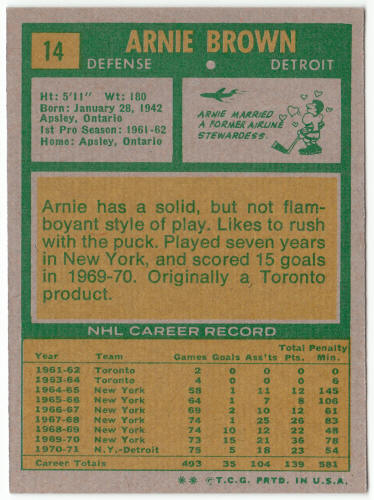 14
ARNIE BROWN
DEFENSE • DETROIT
Ht: 5'11" Wt: 180
Born: January 28, 1942
Apsley, Ontario
1st Pro Season: 1961-62
Home: Apsley, Ontario
ARNIE MARRIED
A FORMER AIRLINE
STEWARDESS.
Arnie has a solid, but not flam-
boyant style of play. Likes to rush
with the puck. Played seven years
in New York, and scored 15 goals
in 1969-70. Originally a Toronto
product.
NHL CAREER RECORD
Total Penalty
Year Team Games Goals Ass'ts Pts. Min.
1961-62 Toronto 2 0 0 0 0
1963-64 Toronto 4 0 0 0 6
1964-65 New York 58 1 11 12 145
1965-66 New York 64 1 7 8 106
1966-67 New York 69 2 10 12 61
1967-68 New York 74 1 25 26 83
1968-69 New York 74 10 12 22 48
1969-70 New York 73 15 21 36 78
1970-71 N.Y.-Detroit 75 5 18 23 54
Career Totals 493 35 104 139 581
** © T.C.G. PRTD. IN U.S.A.